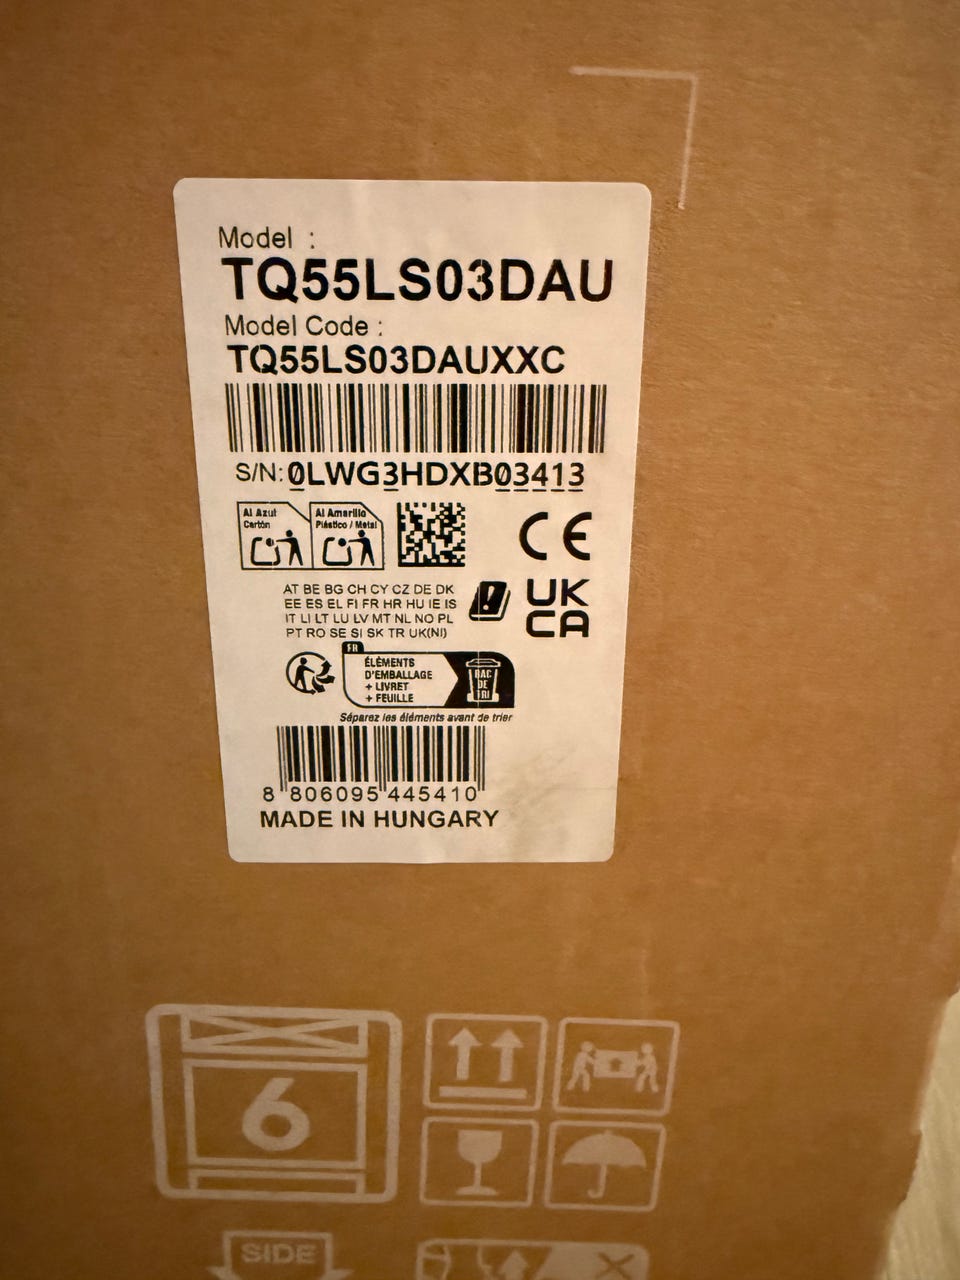 Model :
TQ55LS03DAU
Model Code :
TQ55LS03DAUXXC
S/N: 0LWG3HDXB03413
Al Azul
Cartón
Al Amarillo
Plástico / Metal
CE
AT BE BG CH CY CZ DE DK
EE ES EL FI FR HR HU IE IS
IT LI LT LU LV MT NL NO PL
PT RO SE SI SK TR UK(NI)
UK
CA
FR
ÉLÉMENTS
D'EMBALLAGE
+ LIVRET
+ FEUILLE
BAC
DE
TRI
Séparez les éléments avant de trier
8 806095 445410
MADE IN HUNGARY
6
SIDE